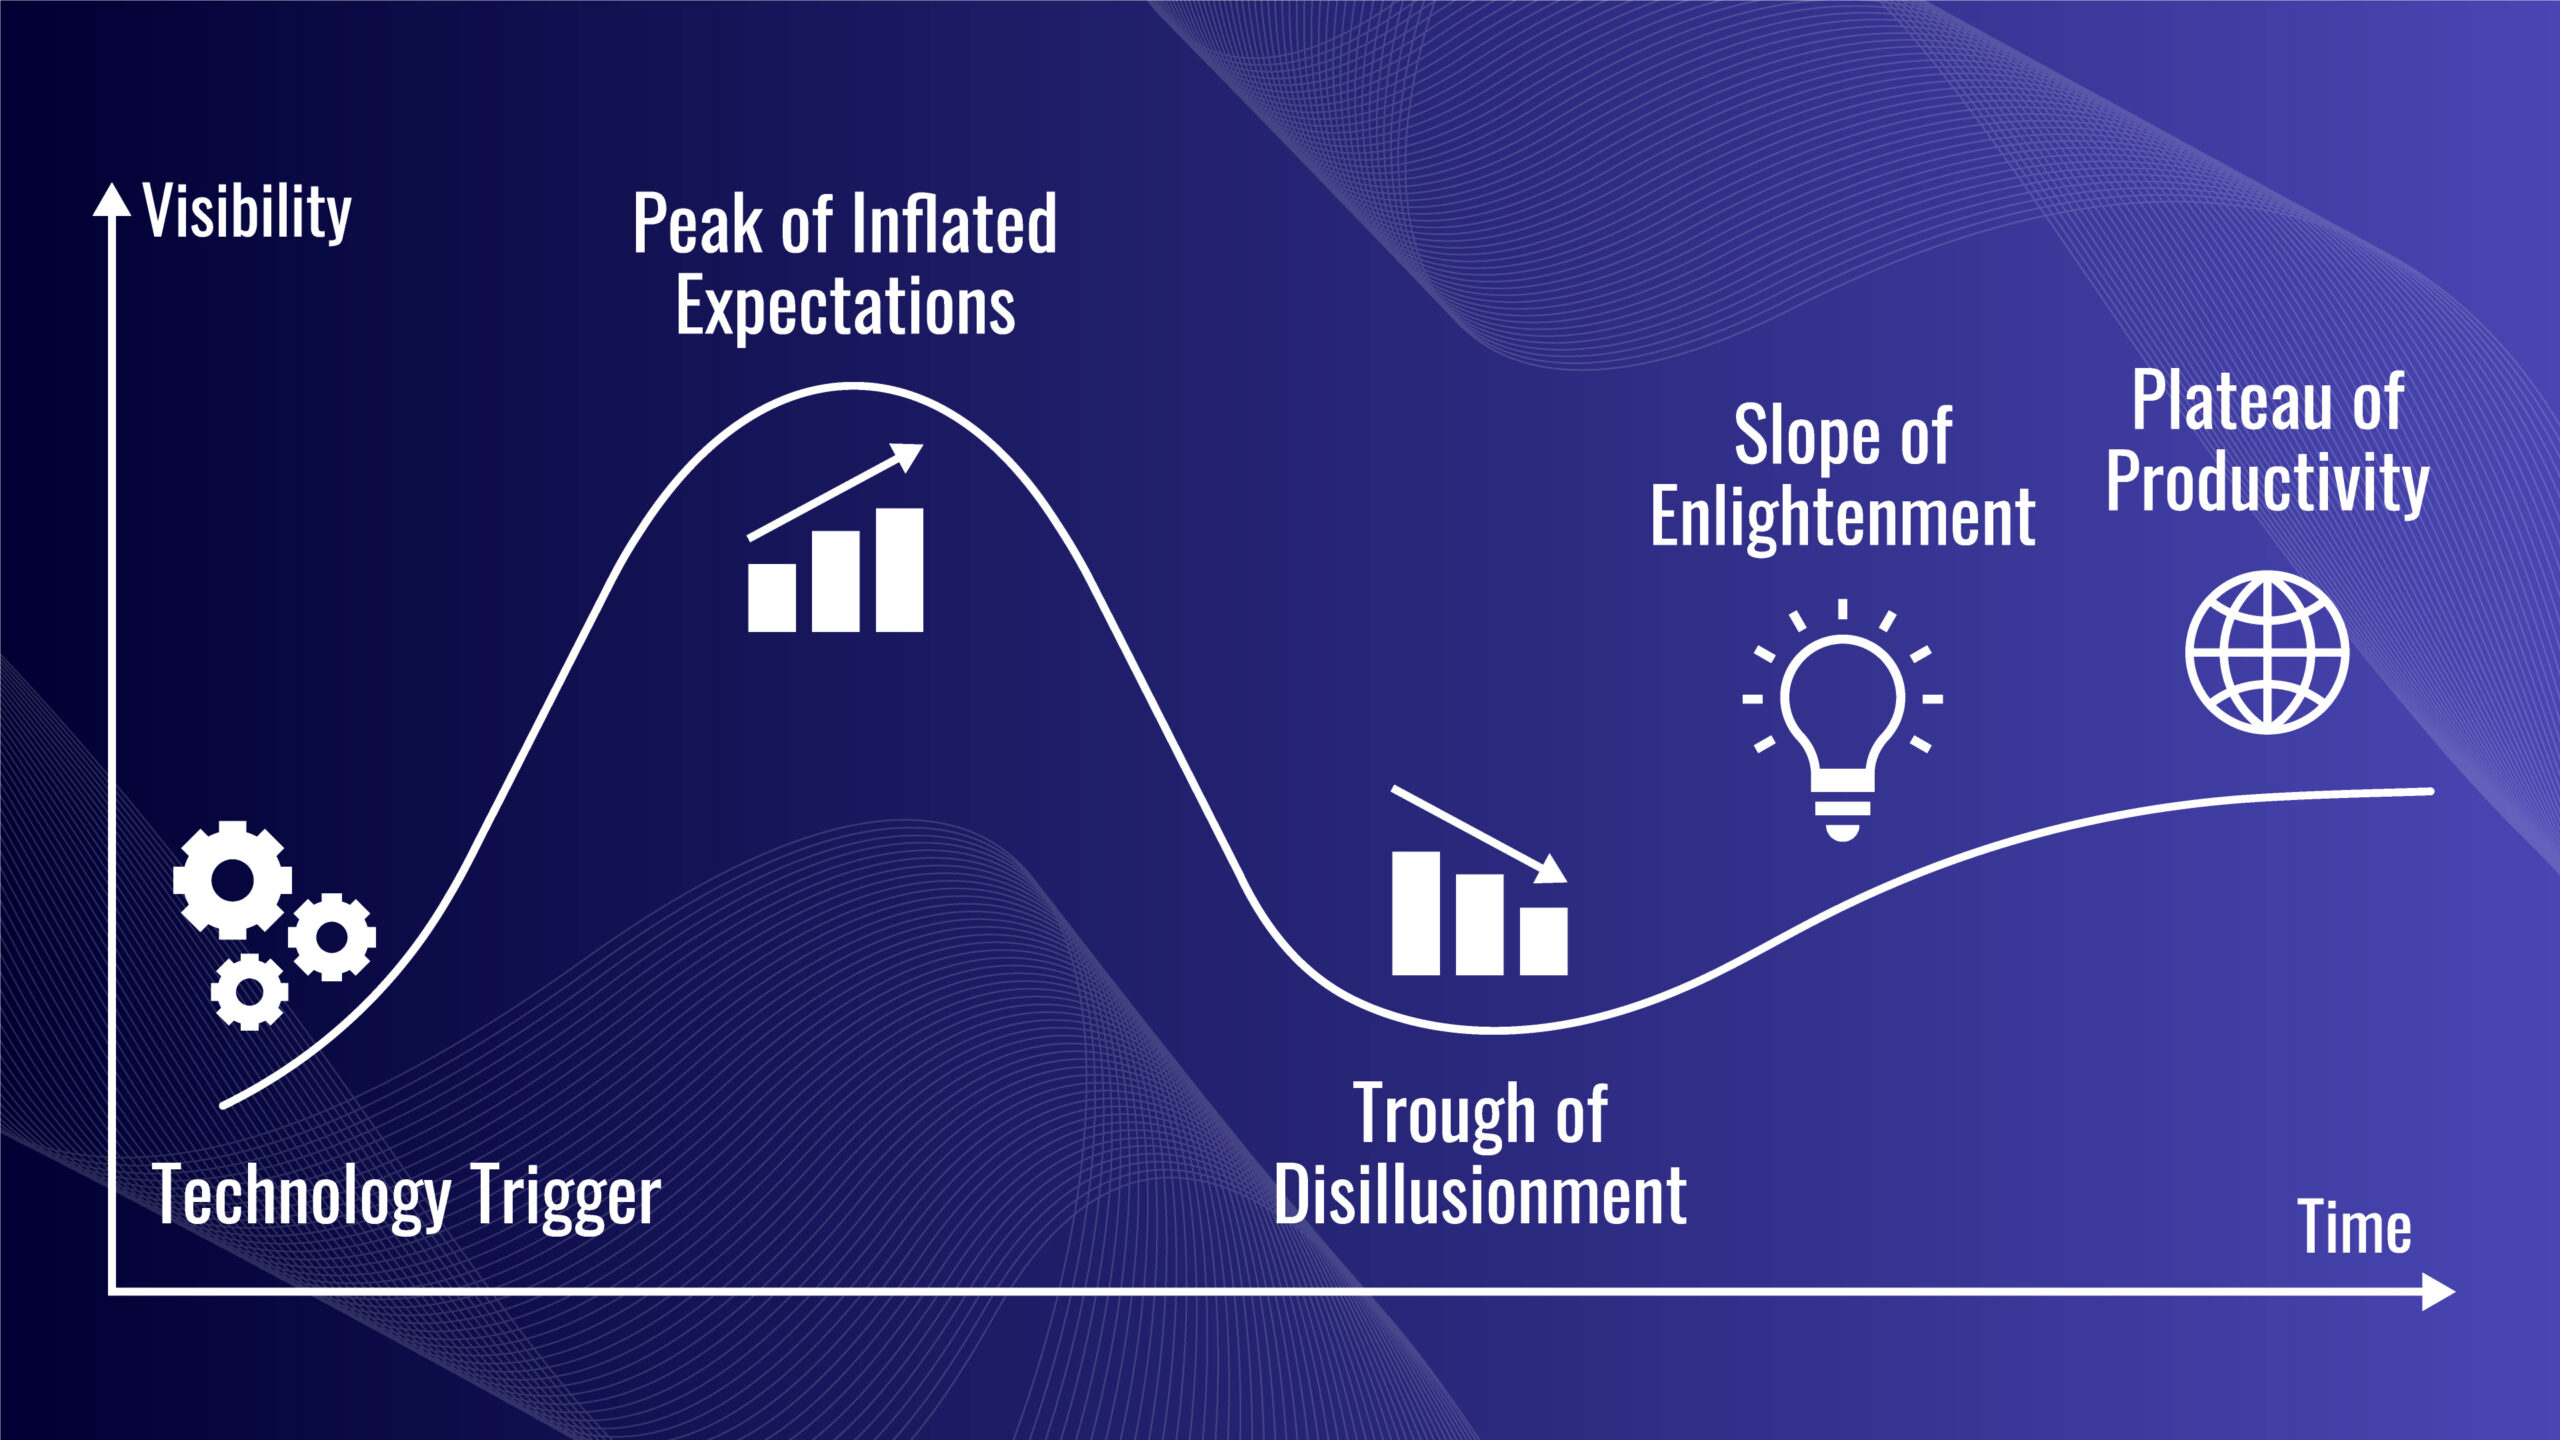 Visibility
Peak of Inflated
Expectations
Slope of
Enlightenment
Plateau of
Productivity
Technology Trigger
Trough of
Disillusionment
Time